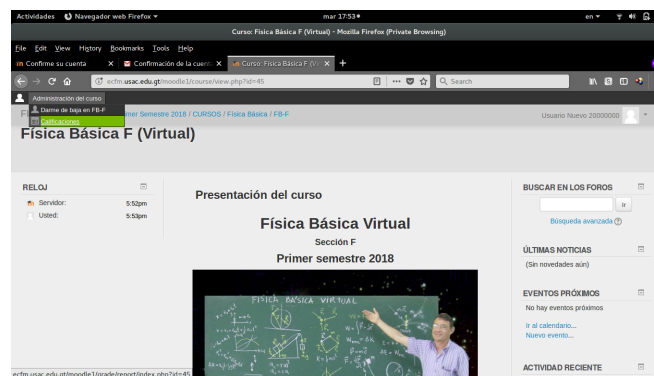 Actividades Navegador web Firefox ▾ mar 17:53 en ▾
Curso: Física Básica F (Virtual) - Mozilla Firefox (Private Browsing)
File Edit View History Bookmarks Tools Help
Confirme su cuenta × Confirmación de la cuenta × Curso: Física Básica F (Vir × +
ecfm.usac.edu.gt/moodle1/course/view.php?id=45 Search
Administración del curso
Darme de baja en FB-F
Calificaciones
mer Semestre 2018 / CURSOS / Física Básica / FB-F Usuario Nuevo 20000000
Física Básica F (Virtual)
RELOJ
Servidor: 5:52pm
Usted: 5:53pm
Presentación del curso
Física Básica Virtual
Sección F
Primer semestre 2018
FISICA BASICA VIRTUAL
BUSCAR EN LOS FOROS
Ir
Búsqueda avanzada
ÚLTIMAS NOTICIAS
(Sin novedades aún)
EVENTOS PRÓXIMOS
No hay eventos próximos
Ir al calendario...
Nuevo evento...
ACTIVIDAD RECIENTE
ecfm.usac.edu.gt/moodle1/grade/report/index.php?id=45